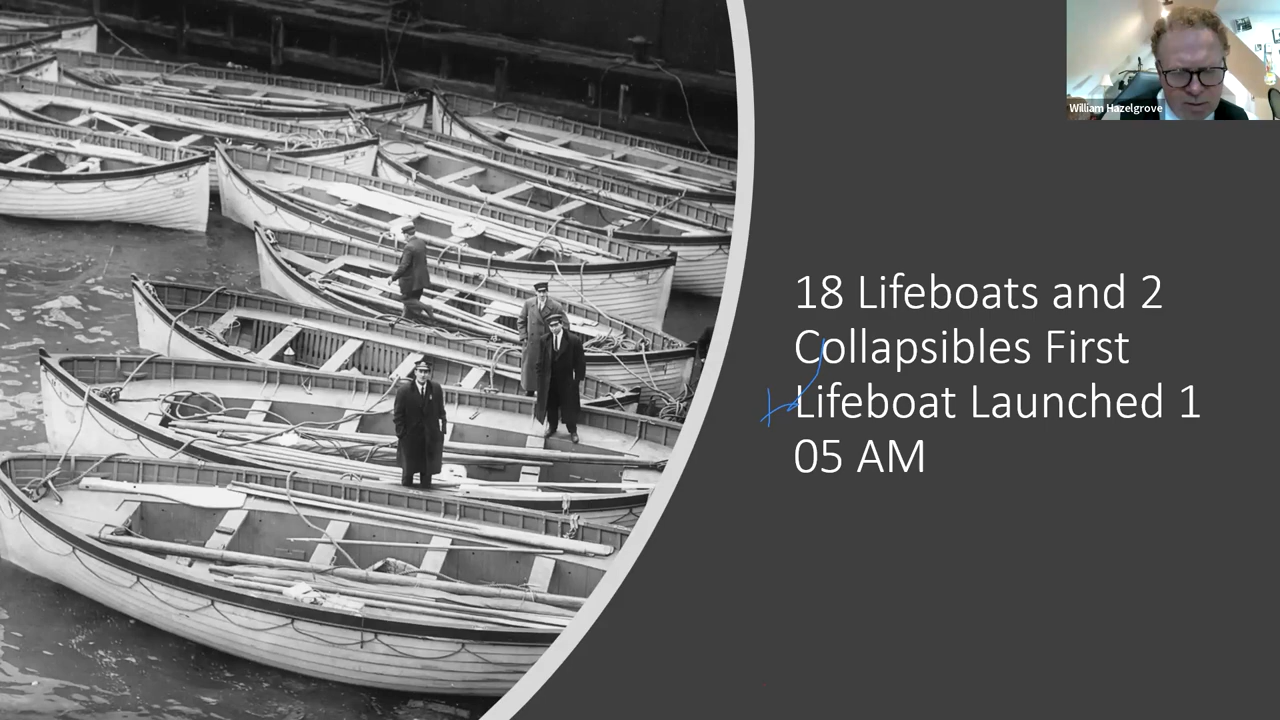 William Hazelgrove
18 Lifeboats and 2
Collapsibles First
Lifeboat Launched 1
05 AM